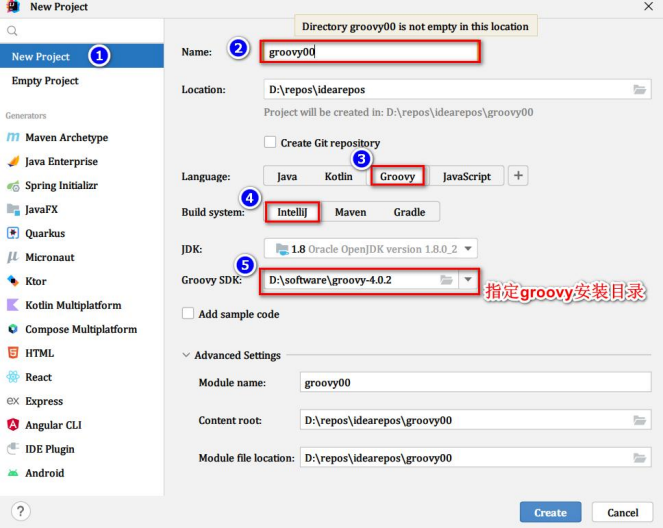 New Project
Directory groovy00 is not empty in this location
New Project
1
Empty Project
Generators
Maven Archetype
Java Enterprise
Spring Initializr
JavaFX
Quarkus
Micronaut
Ktor
Kotlin Multiplatform
Compose Multiplatform
HTML
React
Express
Angular CLI
IDE Plugin
Android
Name: 2 groovy00
Location: D:\repos\idearepos
Project will be created in: D:\repos\idearepos\groovy00
Create Git repository
3
Language: Java Kotlin Groovy JavaScript +
4
Build system: IntelliJ Maven Gradle
JDK: 1.8 Oracle OpenJDK version 1.8.0_2
5
Groovy SDK: D:\software\groovy-4.0.2 指定groovy安装目录
Add sample code
Advanced Settings
Module name: groovy00
Content root: D:\repos\idearepos\groovy00
Module file location: D:\repos\idearepos\groovy00
? Create Cancel